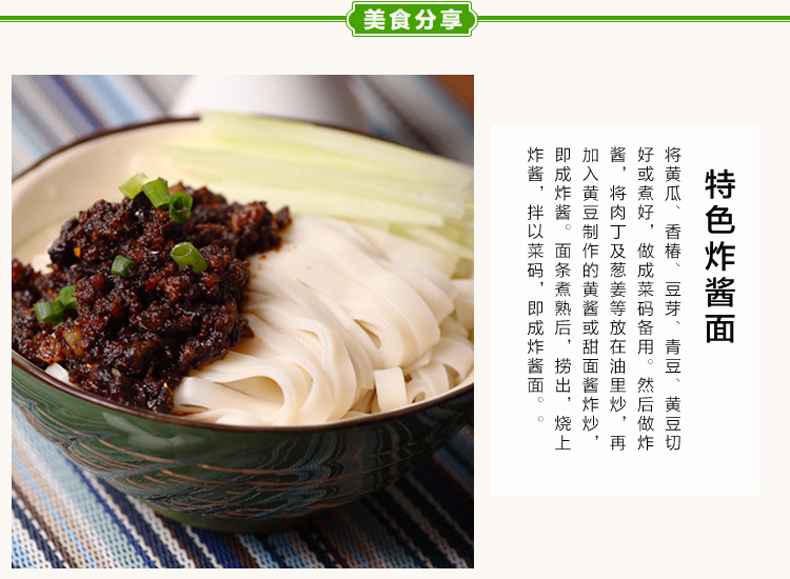 美食分享
特色炸酱面
将黄瓜、香椿、豆芽、青豆、黄豆切
好或煮好，做成菜码备用。然后做炸
酱，将肉丁及葱姜等放在油里炒，再
加入黄豆制作的黄酱或甜面酱炸炒，
即成炸酱。面条煮熟后，捞出，烧上
炸酱，拌以菜码，即成炸酱面。。